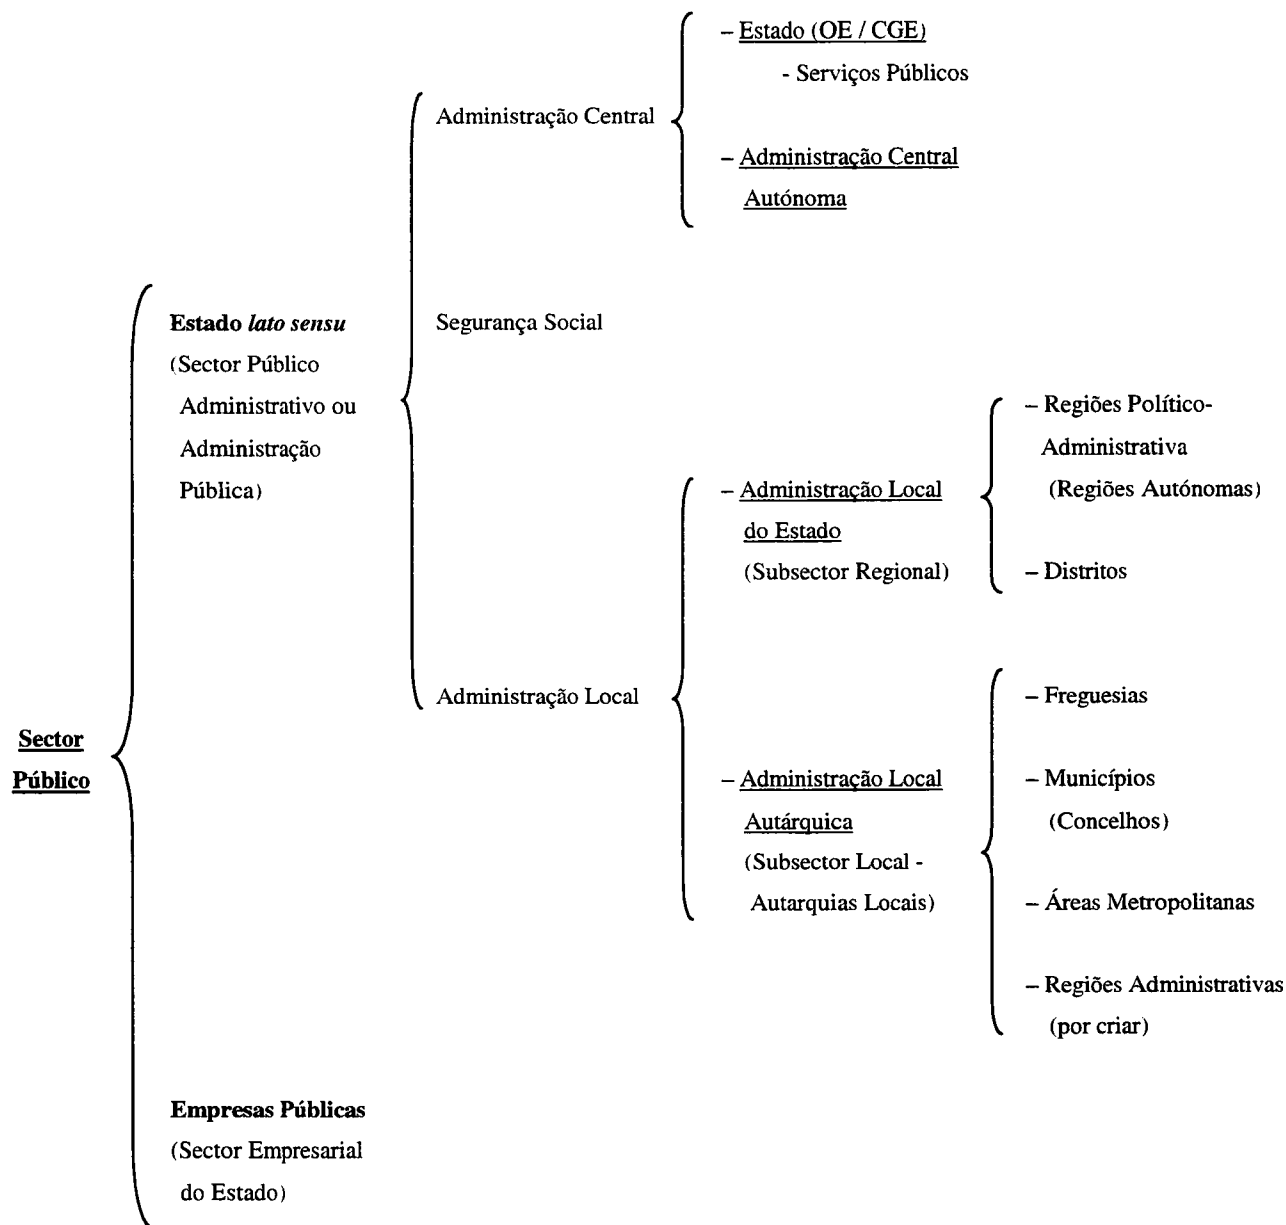 – Estado (OE / CGE)
- Serviços Públicos
Administração Central
– Administração Central
Autónoma
Estado lato sensu
(Sector Público
Administrativo ou
Administração
Pública)
Segurança Social
– Regiões Político-
Administrativa
(Regiões Autónomas)
– Administração Local
do Estado
(Subsector Regional)
– Distritos
Administração Local
– Freguesias
Sector
Público
– Administração Local
Autárquica
(Subsector Local -
Autarquias Locais)
– Municípios
(Concelhos)
– Áreas Metropolitanas
– Regiões Administrativas
(por criar)
Empresas Públicas
(Sector Empresarial
do Estado)